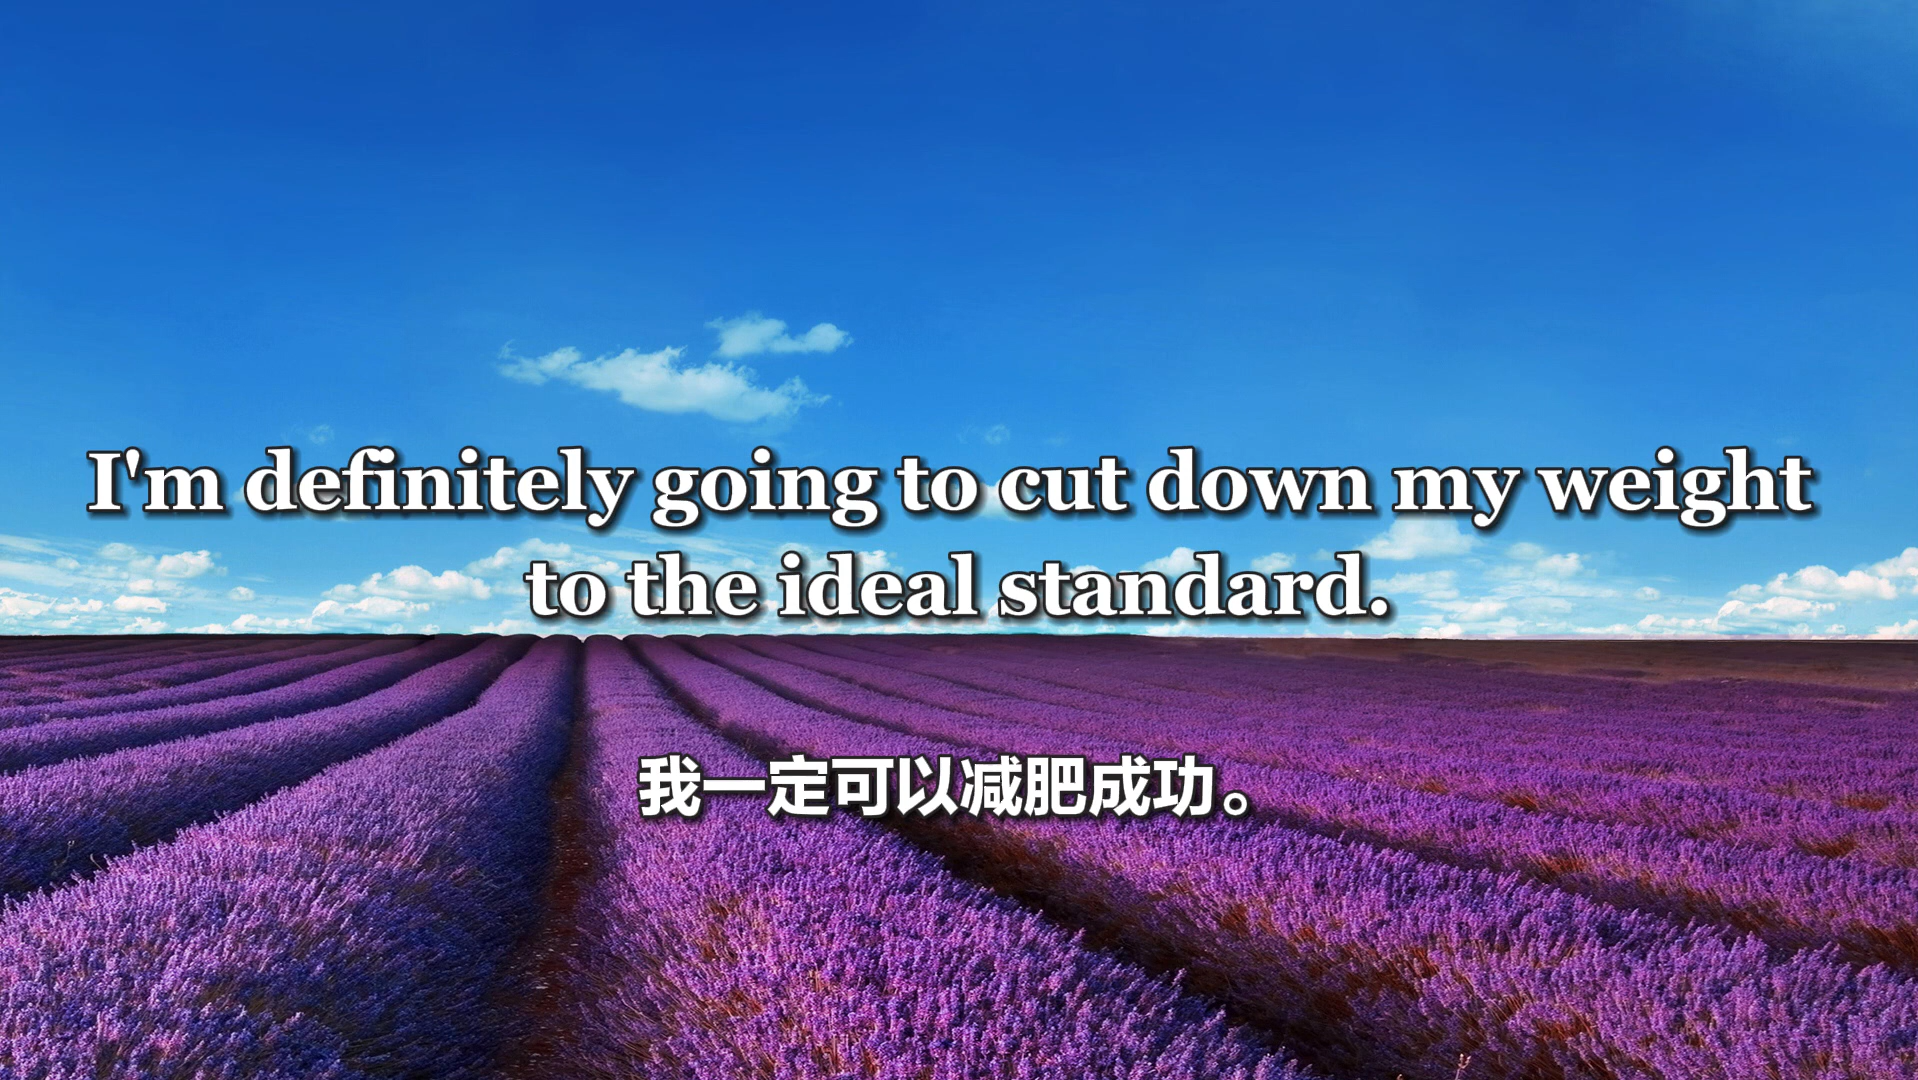 I'm definitely going to cut down my weight
to the ideal standard.
我一定可以减肥成功。